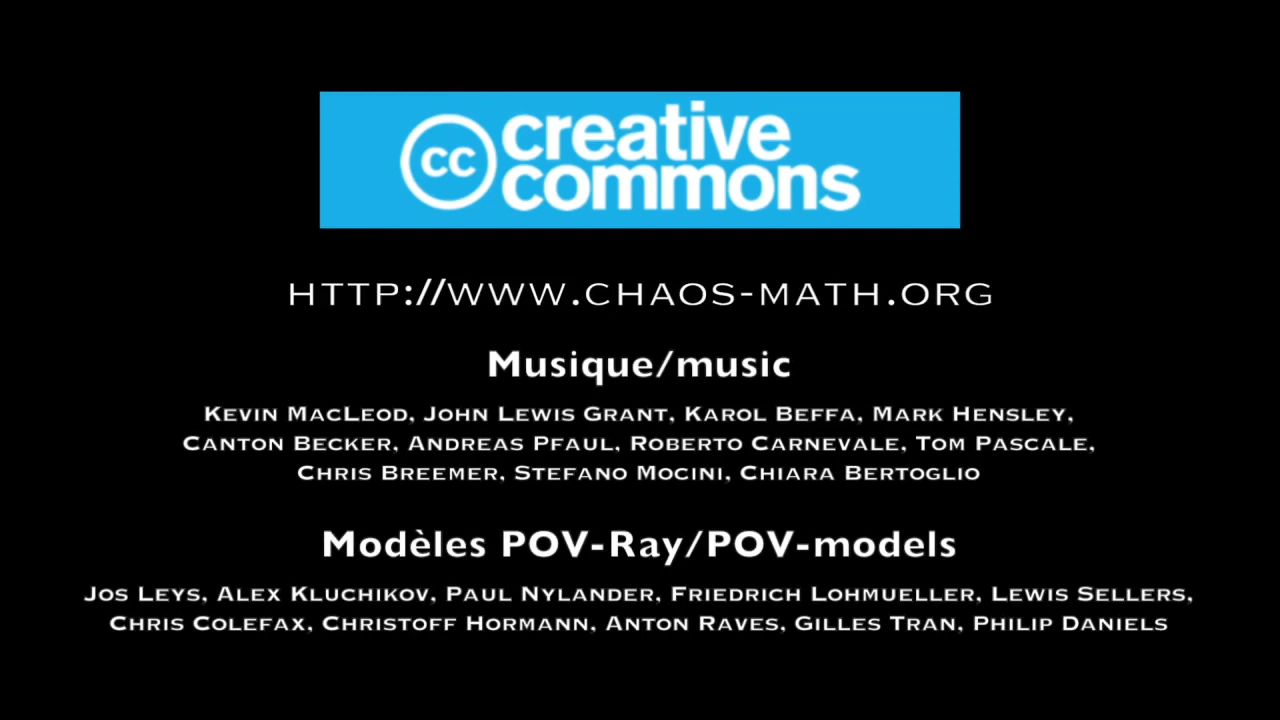 cc creative
commons
HTTP://WWW.CHAOS-MATH.ORG
Musique/music
KEVIN MACLEOD, JOHN LEWIS GRANT, KAROL BEFFA, MARK HENSLEY,
CANTON BECKER, ANDREAS PFAUL, ROBERTO CARNEVALE, TOM PASCALE,
CHRIS BREEMER, STEFANO MOCINI, CHIARA BERTOGLIO
Modèles POV-Ray/POV-models
JOS LEYS, ALEX KLUCHIKOV, PAUL NYLANDER, FRIEDRICH LOHMUELLER, LEWIS SELLERS,
CHRIS COLEFAX, CHRISTOFF HORMANN, ANTON RAVES, GILLES TRAN, PHILIP DANIELS